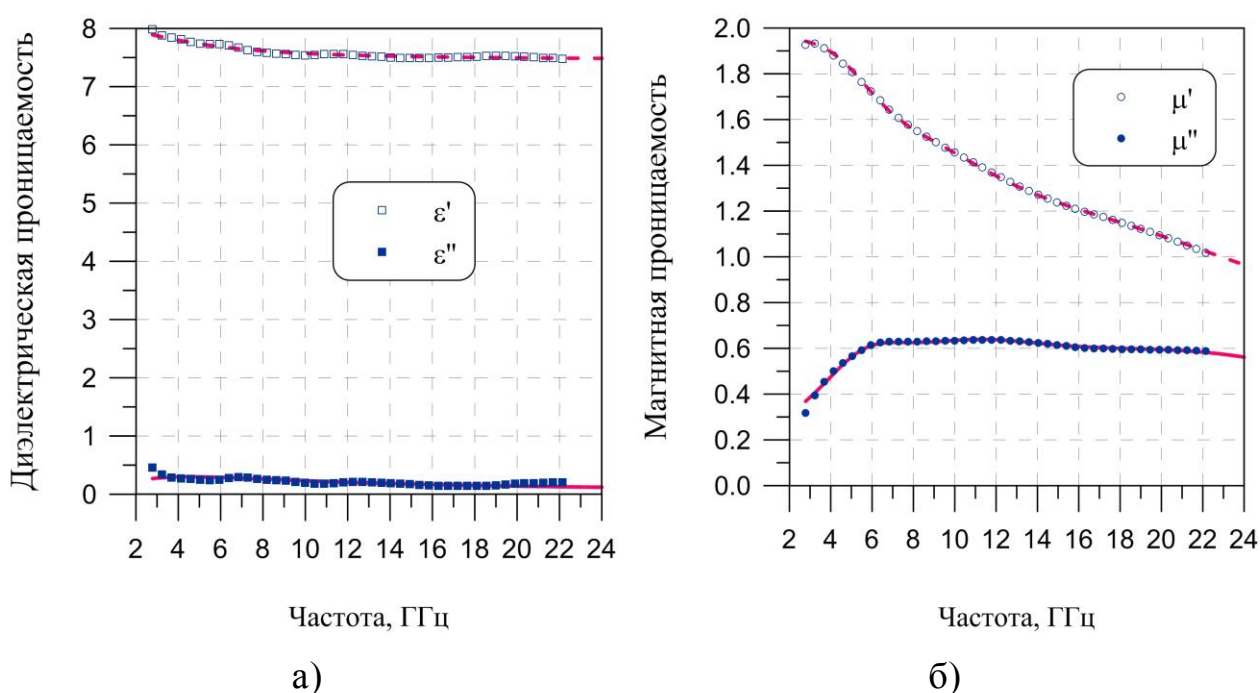 Диэлектрическая проницаемость
8
7
6
5
4
3
2
1
0
ε'
ε"
2 4 6 8 10 12 14 16 18 20 22 24
Частота, ГГц
а)
Магнитная проницаемость
2.0
1.8
1.6
1.4
1.2
1.0
0.8
0.6
0.4
0.2
0.0
μ'
μ"
2 4 6 8 10 12 14 16 18 20 22 24
Частота, ГГц
б)